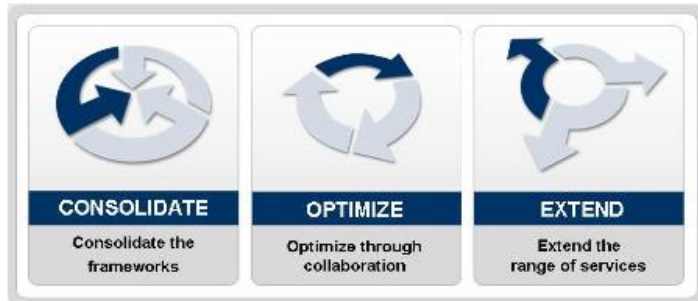 CONSOLIDATE
Consolidate the
frameworks
OPTIMIZE
Optimize through
collaboration
EXTEND
Extend the
range of services